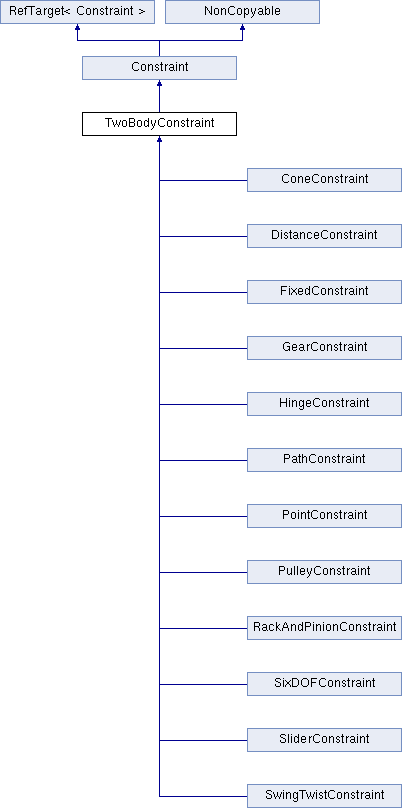 RefTarget< Constraint >
NonCopyable
Constraint
TwoBodyConstraint
ConeConstraint
DistanceConstraint
FixedConstraint
GearConstraint
HingeConstraint
PathConstraint
PointConstraint
PulleyConstraint
RackAndPinionConstraint
SixDOFConstraint
SliderConstraint
SwingTwistConstraint